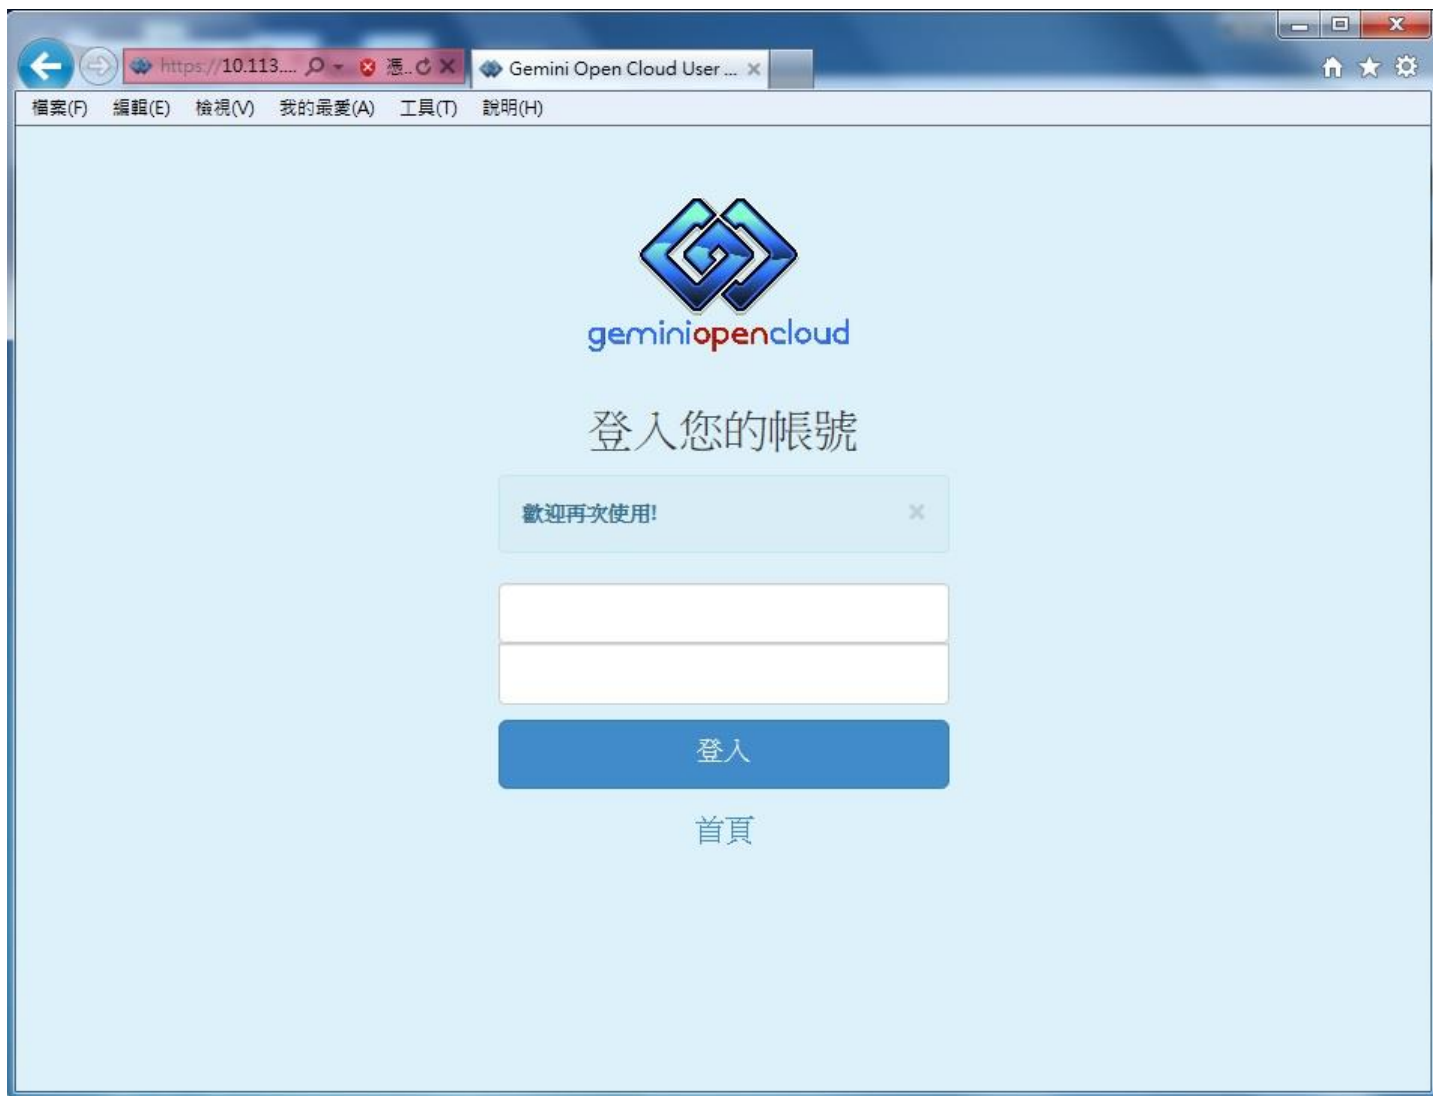 https://10.113.... 憑.. Gemini Open Cloud User ...
檔案(F) 編輯(E) 檢視(V) 我的最愛(A) 工具(T) 說明(H)
geminiopencloud
登入您的帳號
歡迎再次使用!
登入
首頁